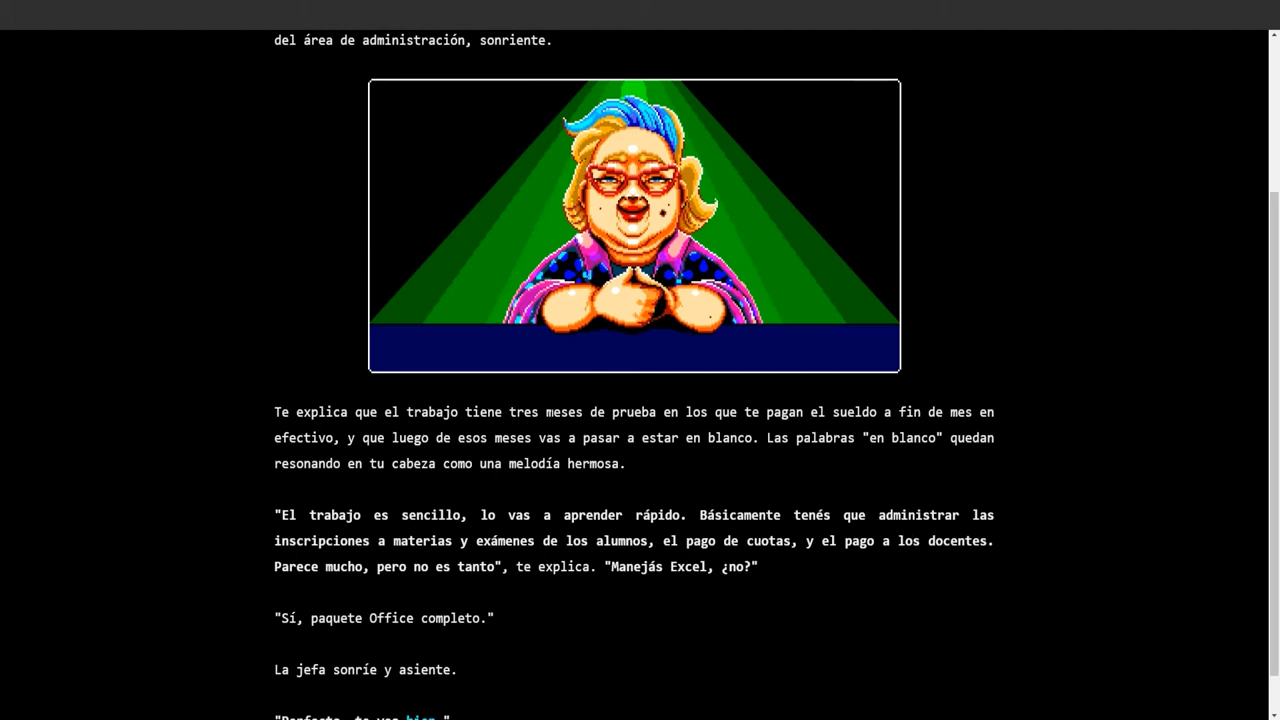 del área de administración, sonriente.
Te explica que el trabajo tiene tres meses de prueba en los que te pagan el sueldo a fin de mes en
efectivo, y que luego de esos meses vas a pasar a estar en blanco. Las palabras "en blanco" quedan
resonando en tu cabeza como una melodía hermosa.
"El trabajo es sencillo, lo vas a aprender rápido. Básicamente tenés que administrar las
inscripciones a materias y exámenes de los alumnos, el pago de cuotas, y el pago a los docentes.
Parece mucho, pero no es tanto", te explica. "Manejás Excel, ¿no?"
"Sí, paquete Office completo."
La jefa sonríe y asiente.